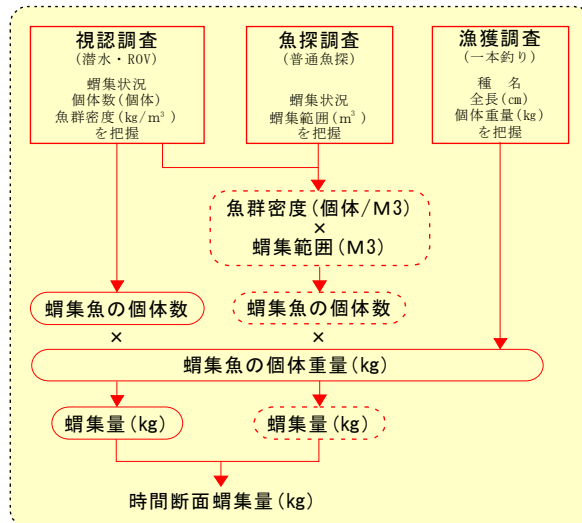 視認調査
(潜水・ROV)
蝟集状況
個体数(個体)
魚群密度(kg/m³)
を把握
魚探調査
(普通魚探)
蝟集状況
蝟集範囲(m³)
を把握
漁獲調査
(一本釣り)
種 名
全長(cm)
個体重量(kg)
を把握
魚群密度(個体/M3)
×
蝟集範囲(M3)
蝟集魚の個体数
蝟集魚の個体数
×
×
蝟集魚の個体重量(kg)
蝟集量(kg)
蝟集量(kg)
時間断面蝟集量(kg)